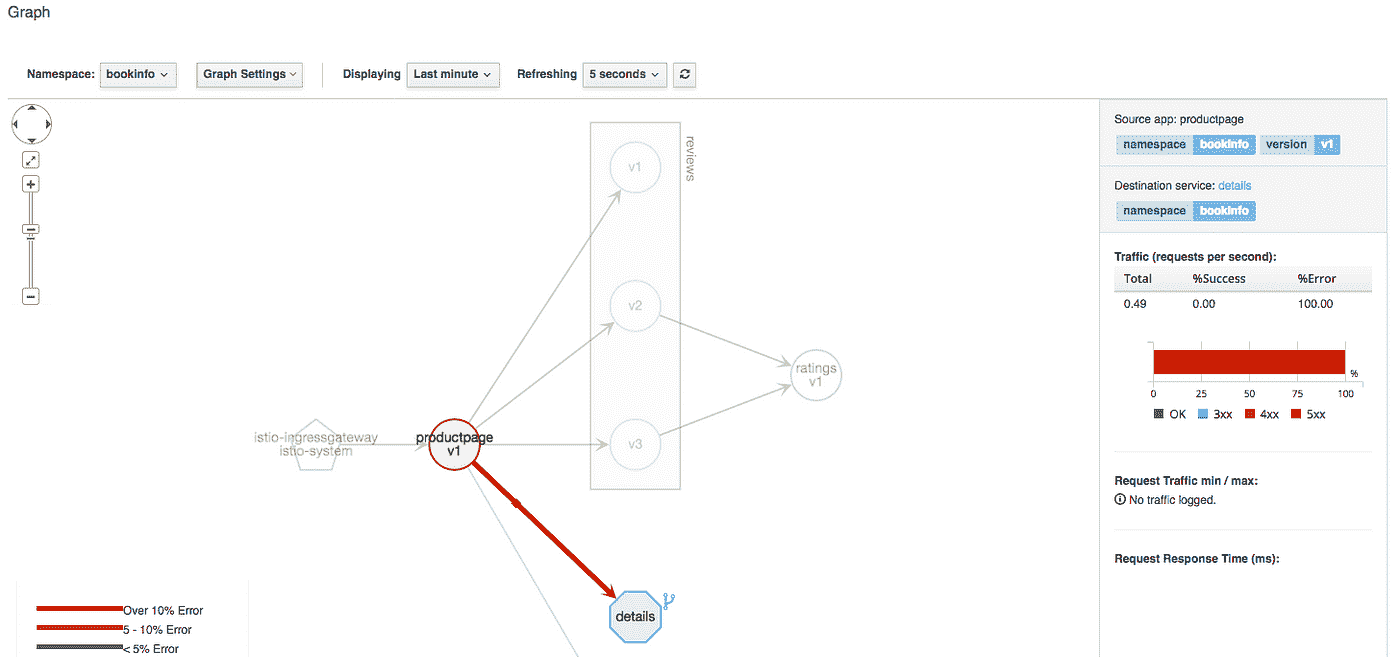 Graph
Namespace: bookinfo Graph Settings Displaying Last minute Refreshing 5 seconds
reviews
v1
v2
v3
ratings
v1
istio-ingressgateway
istio-system
productpage
v1
details
Over 10% Error
5 - 10% Error
< 5% Error
Source app: productpage
namespace bookinfo version v1
Destination service: details
namespace bookinfo
Traffic (requests per second):
Total %Success %Error
0.49 0.00 100.00
%
0 25 50 75 100
OK 3xx 4xx 5xx
Request Traffic min / max:
No traffic logged.
Request Response Time (ms):